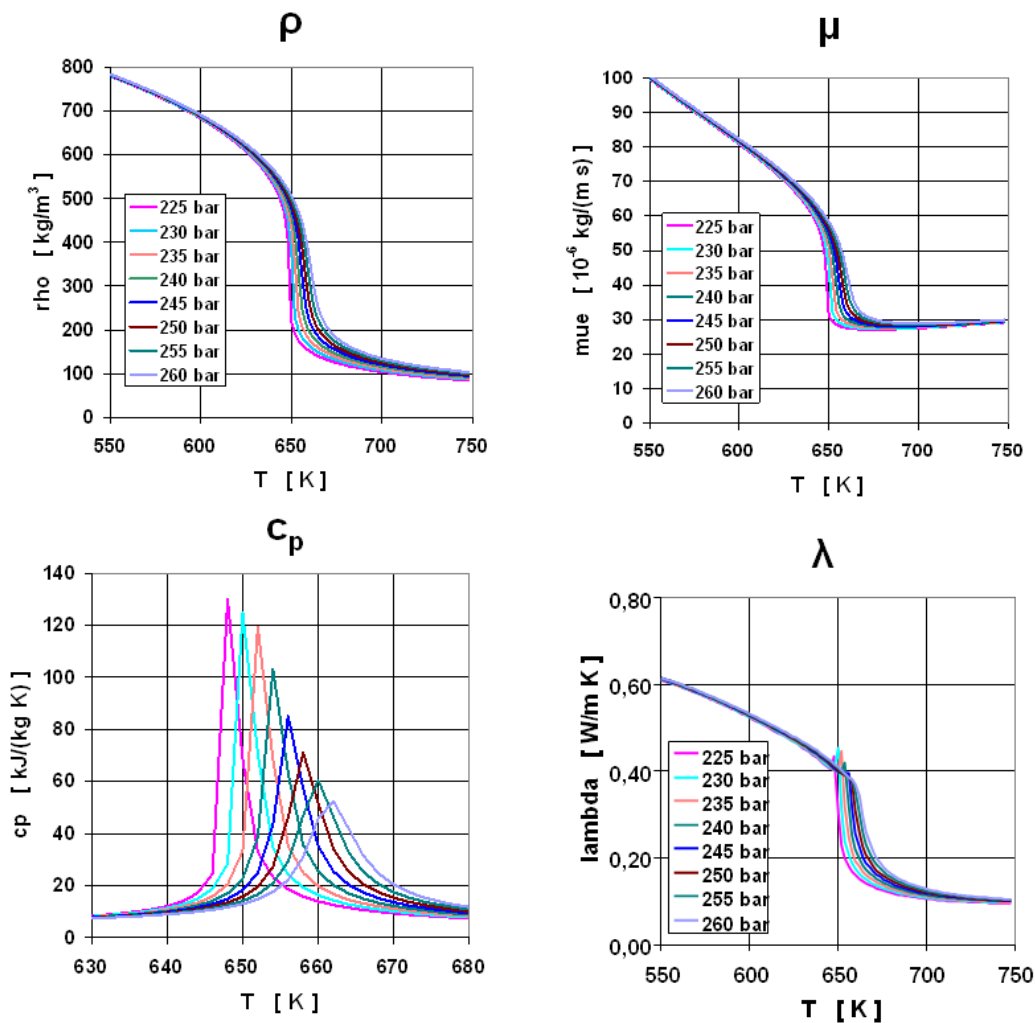 ρ
800
700
600
500
400
300
200
100
0
rho [ kg/m³ ]
225 bar
230 bar
235 bar
240 bar
245 bar
250 bar
255 bar
260 bar
550 600 650 700 750
T [ K ]
μ
100
90
80
70
60
50
40
30
20
10
0
mue [ 10⁻⁶ kg/(m s) ]
225 bar
230 bar
235 bar
240 bar
245 bar
250 bar
255 bar
260 bar
550 600 650 700 750
T [ K ]
Cp
140
120
100
80
60
40
20
0
cp [ kJ/(kg K) ]
630 640 650 660 670 680
T [ K ]
λ
0,80
0,60
0,40
0,20
0,00
lambda [ W/m K ]
225 bar
230 bar
235 bar
240 bar
245 bar
250 bar
255 bar
260 bar
550 600 650 700 750
T [ K ]